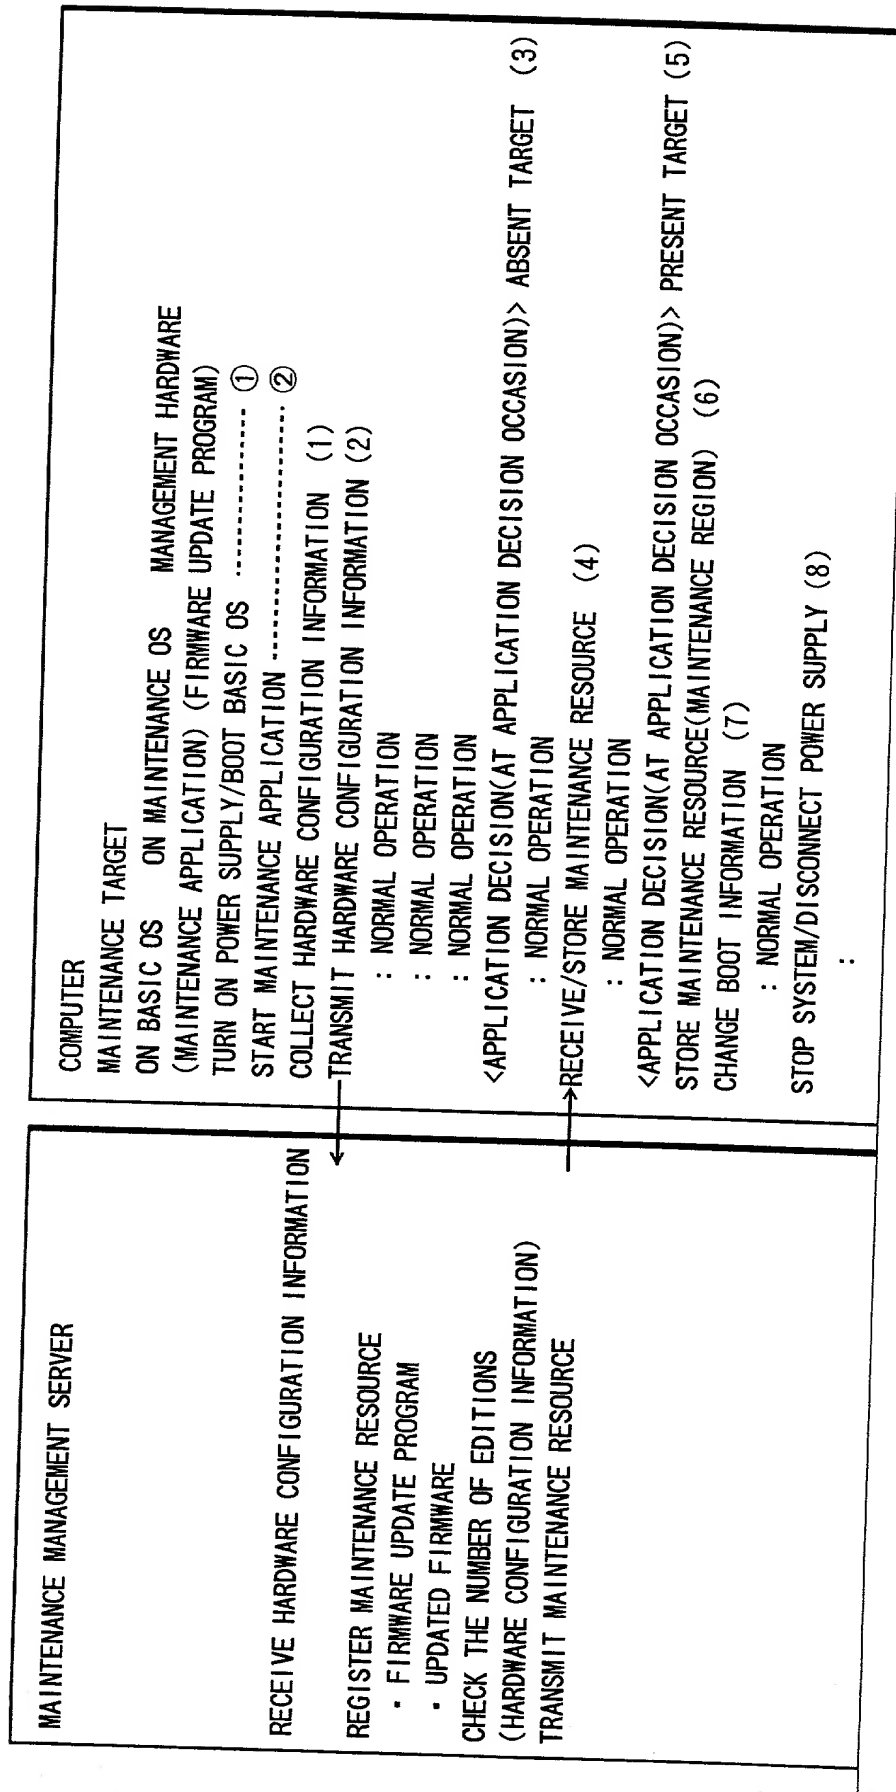 MAINTENANCE MANAGEMENT SERVER
RECEIVE HARDWARE CONFIGURATION INFORMATION
REGISTER MAINTENANCE RESOURCE
・FIRMWARE UPDATE PROGRAM
・UPDATED FIRMWARE
CHECK THE NUMBER OF EDITIONS
(HARDWARE CONFIGURATION INFORMATION)
TRANSMIT MAINTENANCE RESOURCE
COMPUTER
MAINTENANCE TARGET
ON BASIC OS ON MAINTENANCE OS MANAGEMENT HARDWARE
(MAINTENANCE APPLICATION) (FIRMWARE UPDATE PROGRAM)
TURN ON POWER SUPPLY/BOOT BASIC OS ---------------- ①
START MAINTENANCE APPLICATION ---------------------- ②
COLLECT HARDWARE CONFIGURATION INFORMATION (1)
TRANSMIT HARDWARE CONFIGURATION INFORMATION (2)
: NORMAL OPERATION
: NORMAL OPERATION
: NORMAL OPERATION
<APPLICATION DECISION(AT APPLICATION DECISION OCCASION)> ABSENT TARGET (3)
: NORMAL OPERATION
RECEIVE/STORE MAINTENANCE RESOURCE (4)
: NORMAL OPERATION
<APPLICATION DECISION(AT APPLICATION DECISION OCCASION)> PRESENT TARGET (5)
STORE MAINTENANCE RESOURCE(MAINTENANCE REGION) (6)
CHANGE BOOT INFORMATION (7)
: NORMAL OPERATION
STOP SYSTEM/DISCONNECT POWER SUPPLY (8)
: